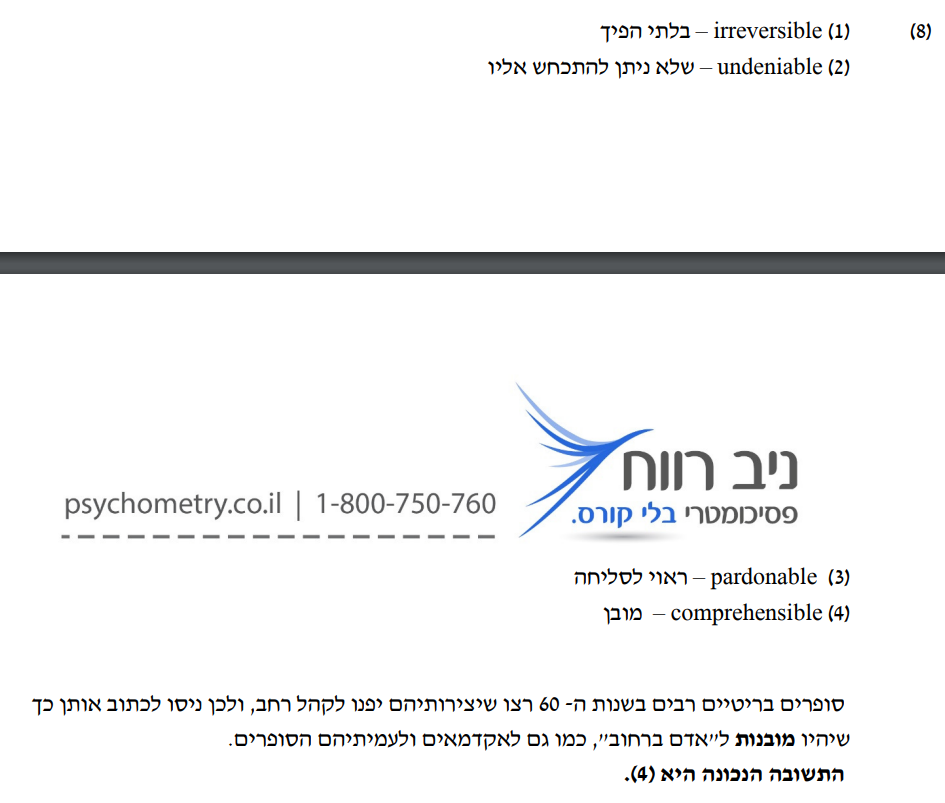 (8) (1) irreversible – בלתי הפיך
(2) undeniable – שלא ניתן להתכחש אליו
ניב רווח
פסיכומטרי בלי קורס.
psychometry.co.il | 1-800-750-760
(3) pardonable – ראוי לסליחה
(4) comprehensible – מובן
סופרים בריטיים רבים בשנות ה- 60 רצו שיצירותיהם יפנו לקהל רחב, ולכן ניסו לכתוב אותן כך
שיהיו מובנות ל"אדם ברחוב", כמו גם לאקדמאים ולעמיתיהם הסופרים.
התשובה הנכונה היא (4).